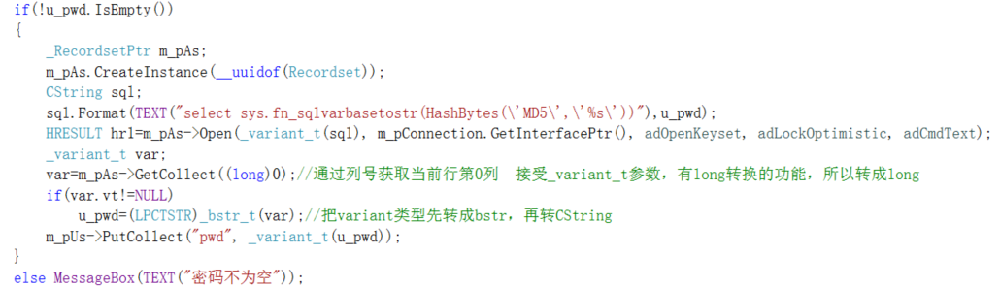 if(!u_pwd.IsEmpty())
{
    _RecordsetPtr m_pAs;
    m_pAs.CreateInstance(__uuidof(Recordset));
    CString sql;
    sql.Format(TEXT("select sys.fn_sqlvarbasetostr(HashBytes(\'MD5\',\'%s\'))"),u_pwd);
    HRESULT hr1=m_pAs->Open(_variant_t(sql), m_pConnection.GetInterfacePtr(), adOpenKeyset, adLockOptimistic, adCmdText);
    _variant_t var;
    var=m_pAs->GetCollect((long)0);//通过列号获取当前行第0列  接受_variant_t参数，有long转换的功能，所以转成long
    if(var.vt!=NULL)
        u_pwd=(LPCTSTR)_bstr_t(var);//把variant类型先转成bstr，再转CString
    m_pUs->PutCollect("pwd", _variant_t(u_pwd));
}
else MessageBox(TEXT("密码不为空"));